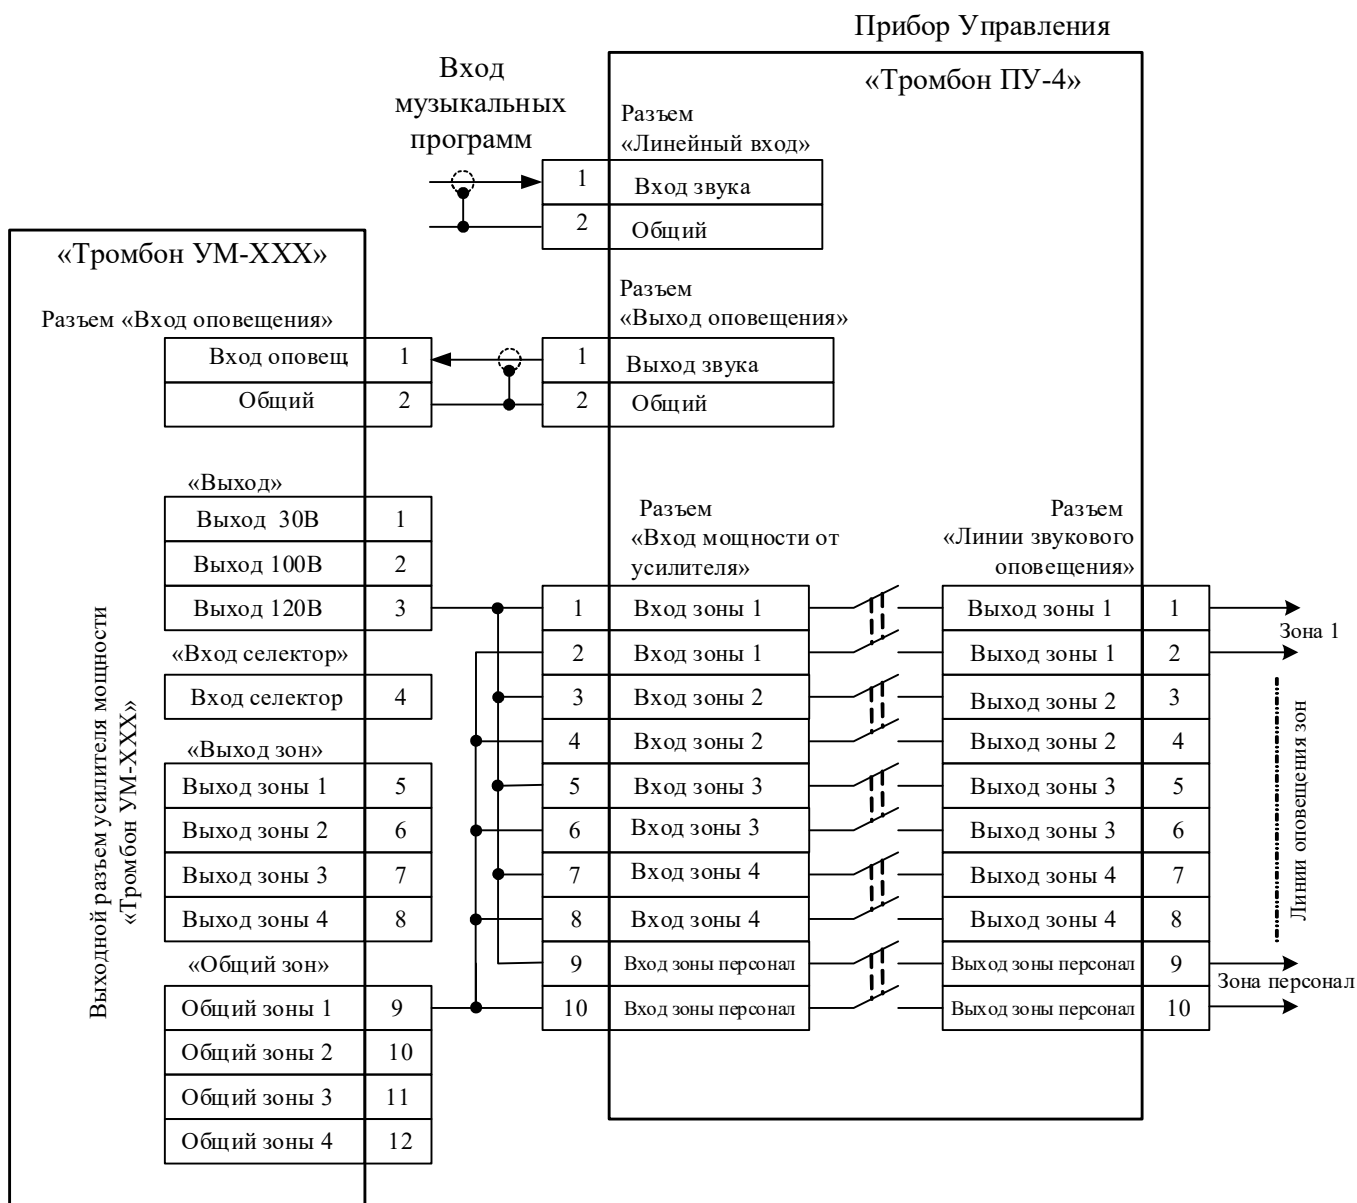 Прибор Управления
«Тромбон ПУ-4»
Вход
музыкальных
программ
Разъем
«Линейный вход»
1 Вход звука
2 Общий
«Тромбон УМ-ХХХ»
Разъем «Вход оповещения»
Вход оповещ 1
Общий 2
Разъем
«Выход оповещения»
1 Выход звука
2 Общий
«Выход»
Выход 30В 1
Выход 100В 2
Выход 120В 3
«Вход селектор»
Вход селектор 4
«Выход зон»
Выход зоны 1 5
Выход зоны 2 6
Выход зоны 3 7
Выход зоны 4 8
«Общий зон»
Общий зоны 1 9
Общий зоны 2 10
Общий зоны 3 11
Общий зоны 4 12
Выходной разъем усилителя мощности
«Тромбон УМ-ХХХ»
Разъем
«Вход мощности от
усилителя»
1 Вход зоны 1
2 Вход зоны 1
3 Вход зоны 2
4 Вход зоны 2
5 Вход зоны 3
6 Вход зоны 3
7 Вход зоны 4
8 Вход зоны 4
9 Вход зоны персонал
10 Вход зоны персонал
Разъем
«Линии звукового
оповещения»
Выход зоны 1 1
Выход зоны 1 2
Выход зоны 2 3
Выход зоны 2 4
Выход зоны 3 5
Выход зоны 3 6
Выход зоны 4 7
Выход зоны 4 8
Выход зоны персонал 9
Выход зоны персонал 10
Зона 1
Линии оповещения зон
Зона персонал